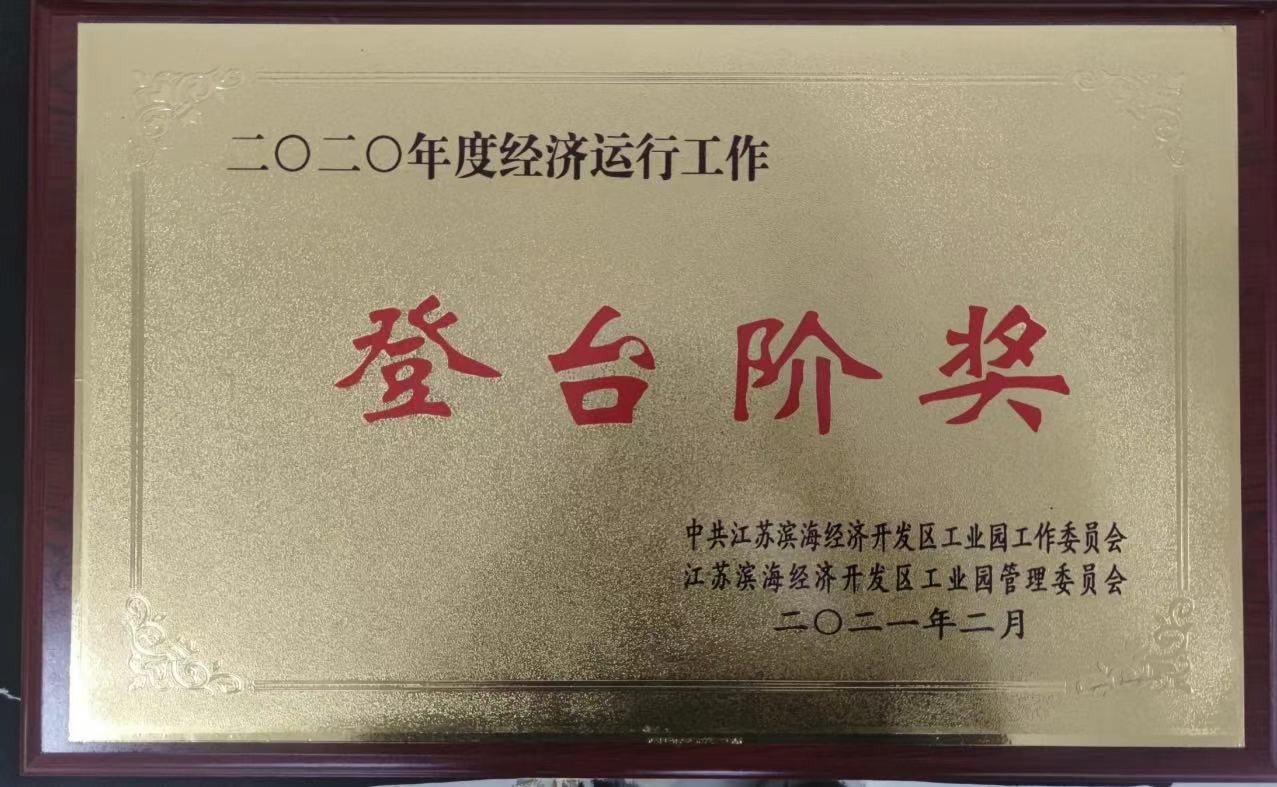 二〇二〇年度经济运行工作
登台阶奖
中共江苏滨海经济开发区工业园工作委员会
江苏滨海经济开发区工业园管理委员会
二〇二一年二月